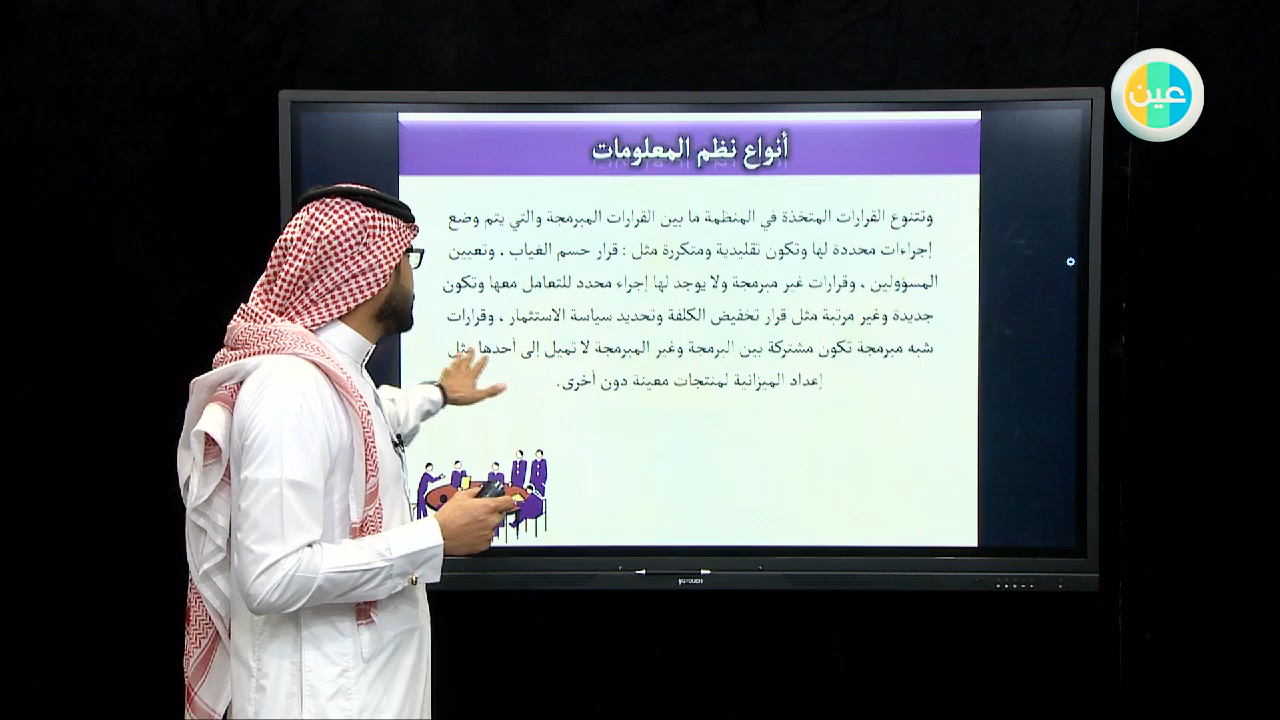 عين
أنواع نظم المعلومات
وتتنوع القرارات المتخذة في المنظمة ما بين القرارات المبرمجة والتي يتم وضع
إجراءات محددة لها وتكون تقليدية ومتكررة مثل : قرار حسم الغياب ، وتعيين
المسؤولين ، وقرارات غير مبرمجة ولا يوجد لها إجراء محدد للتعامل معها وتكون
جديدة وغير مرتبة مثل قرار تخفيض الكلفة وتحديد سياسة الاستثمار ، وقرارات
شبه مبرمجة تكون مشتركة بين البرمجة وغير المبرمجة لا تميل إلى أحدها مثل
إعداد الميزانية لمنتجات معينة دون أخرى.